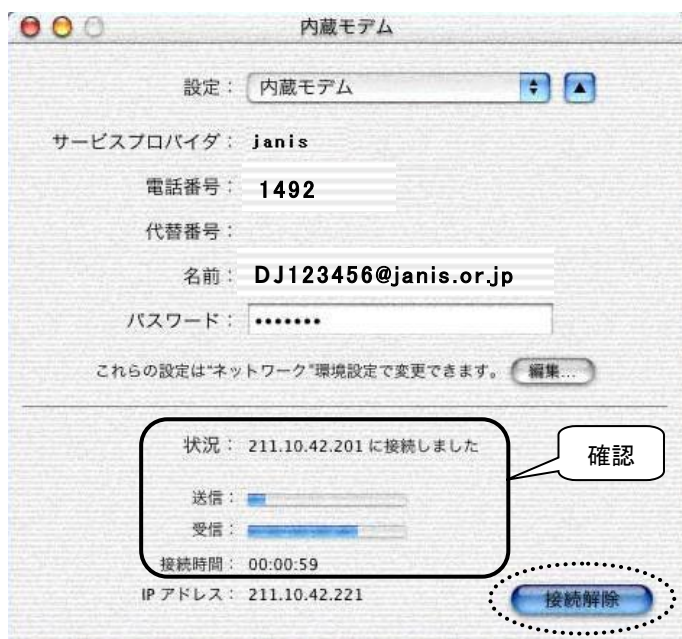 内蔵モデム
設定： 内蔵モデム
サービスプロバイダ： janis
電話番号： 1492
代替番号：
名前： DJ123456@janis.or.jp
パスワード： •••••••
これらの設定は“ネットワーク”環境設定で変更できます。 編集...
状況： 211.10.42.201 に接続しました
確認
送信：
受信：
接続時間： 00:00:59
IP アドレス： 211.10.42.221
接続解除